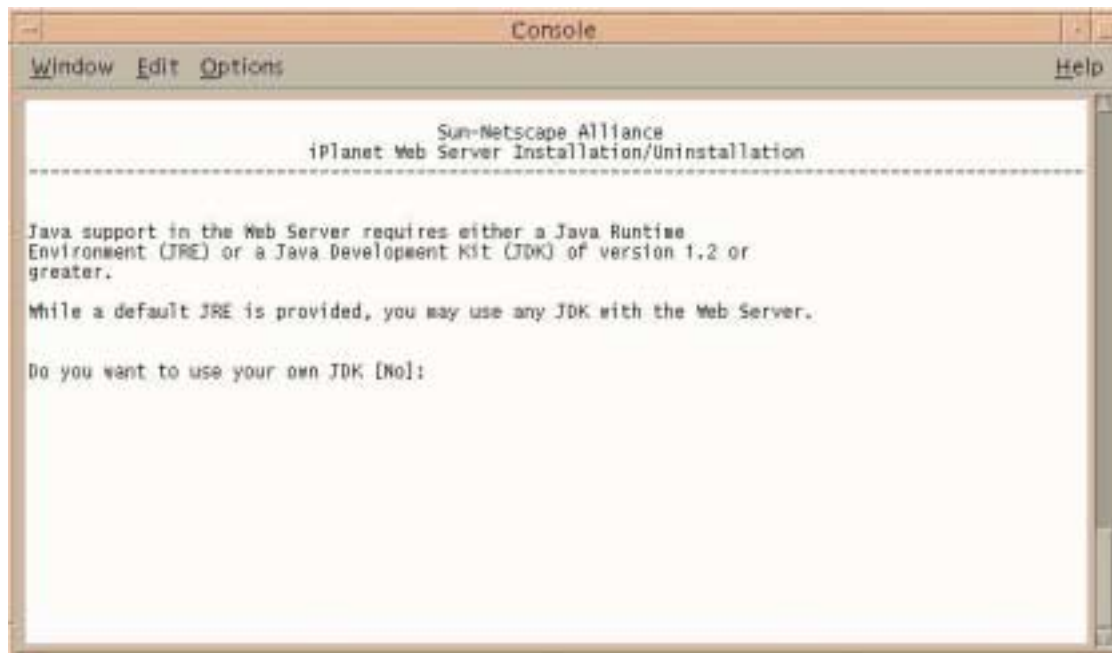 Console
Window Edit Options Help
Sun-Netscape Alliance
iPlanet Web Server Installation/Uninstallation
Java support in the Web Server requires either a Java Runtime
Environment (JRE) or a Java Development Kit (JDK) of version 1.2 or
greater.
While a default JRE is provided, you may use any JDK with the Web Server.
Do you want to use your own JDK [No]: